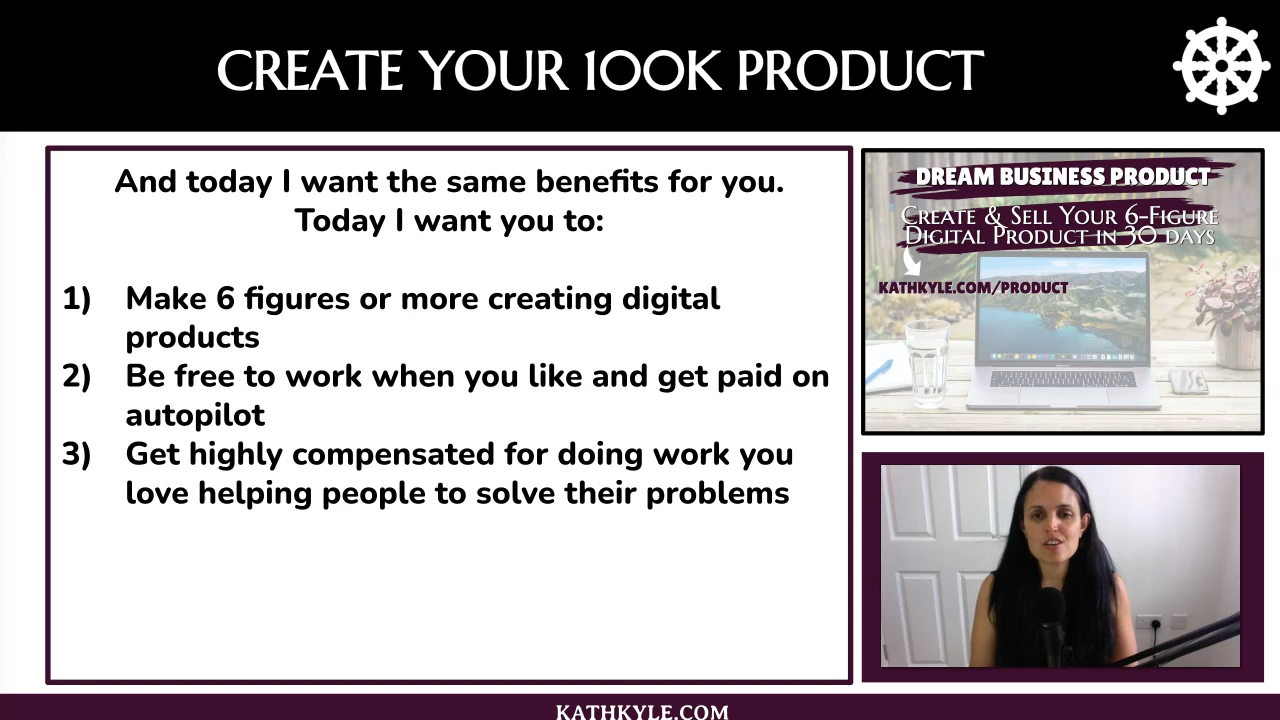 CREATE YOUR 100K PRODUCT
And today I want the same benefits for you.
Today I want you to:
1) Make 6 figures or more creating digital
products
2) Be free to work when you like and get paid on
autopilot
3) Get highly compensated for doing work you
love helping people to solve their problems
DREAM BUSINESS PRODUCT
CREATE & SELL YOUR 6-FIGURE
DIGITAL PRODUCT IN 30 DAYS
KATHKYLE.COM/PRODUCT
KATHKYLE.COM